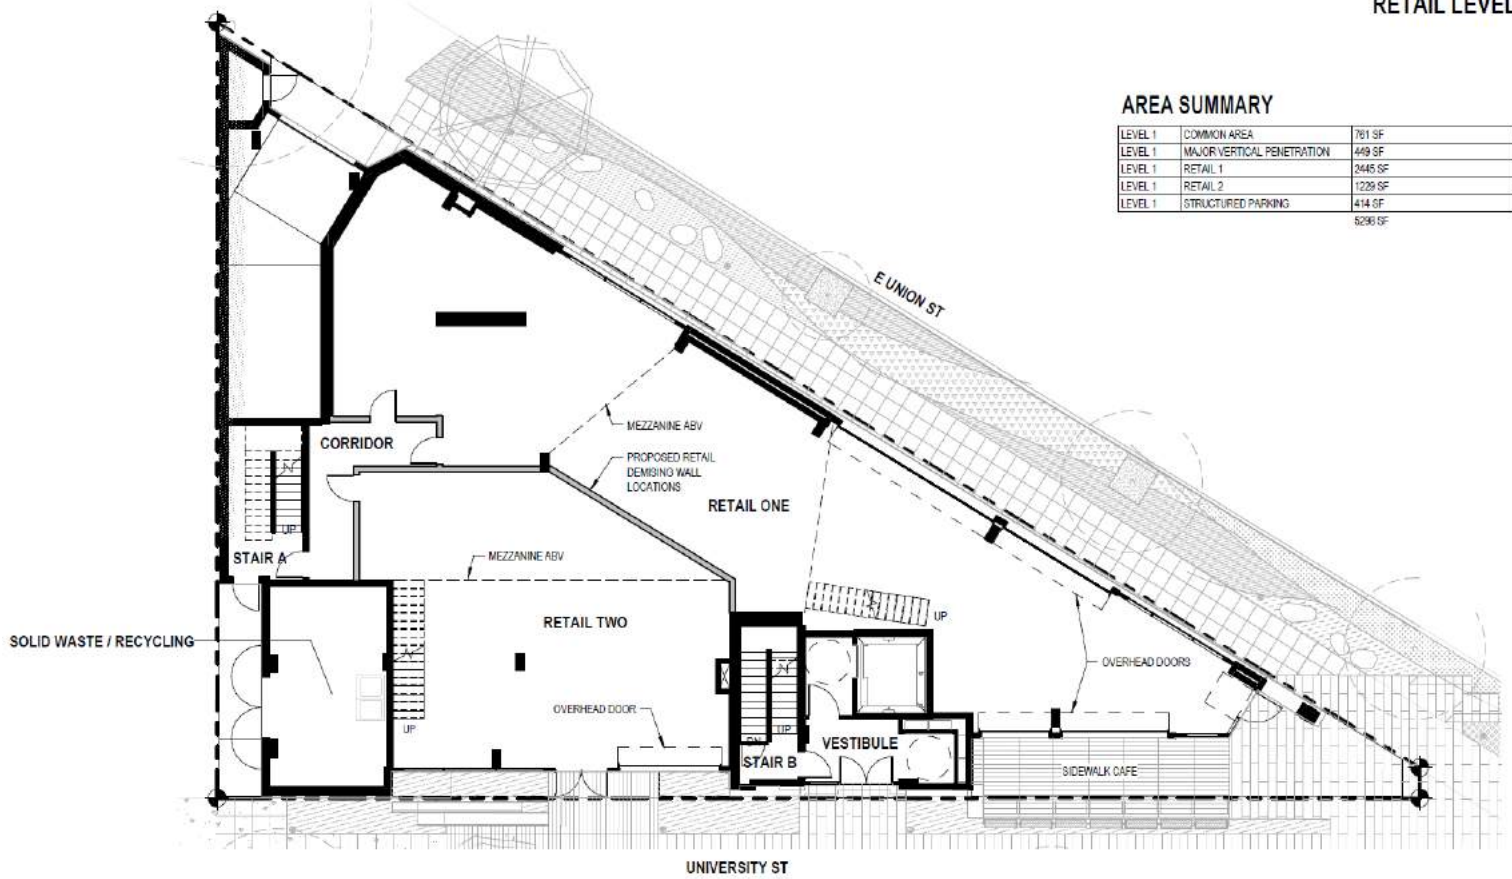 RETAIL LEVEL
AREA SUMMARY
LEVEL 1 COMMON AREA 761 SF
LEVEL 1 MAJOR VERTICAL PENETRATION 449 SF
LEVEL 1 RETAIL 1 2445 SF
LEVEL 1 RETAIL 2 1229 SF
LEVEL 1 STRUCTURED PARKING 414 SF
5298 SF
E UNION ST
MEZZANINE ABV
CORRIDOR
PROPOSED RETAIL
DEMISING WALL
LOCATIONS
RETAIL ONE
UP
STAIR A
MEZZANINE ABV
UP
RETAIL TWO
SOLID WASTE / RECYCLING
OVERHEAD DOORS
OVERHEAD DOOR
UP
UP
DN
VESTIBULE
STAIR B
SIDEWALK CAFE
UNIVERSITY ST